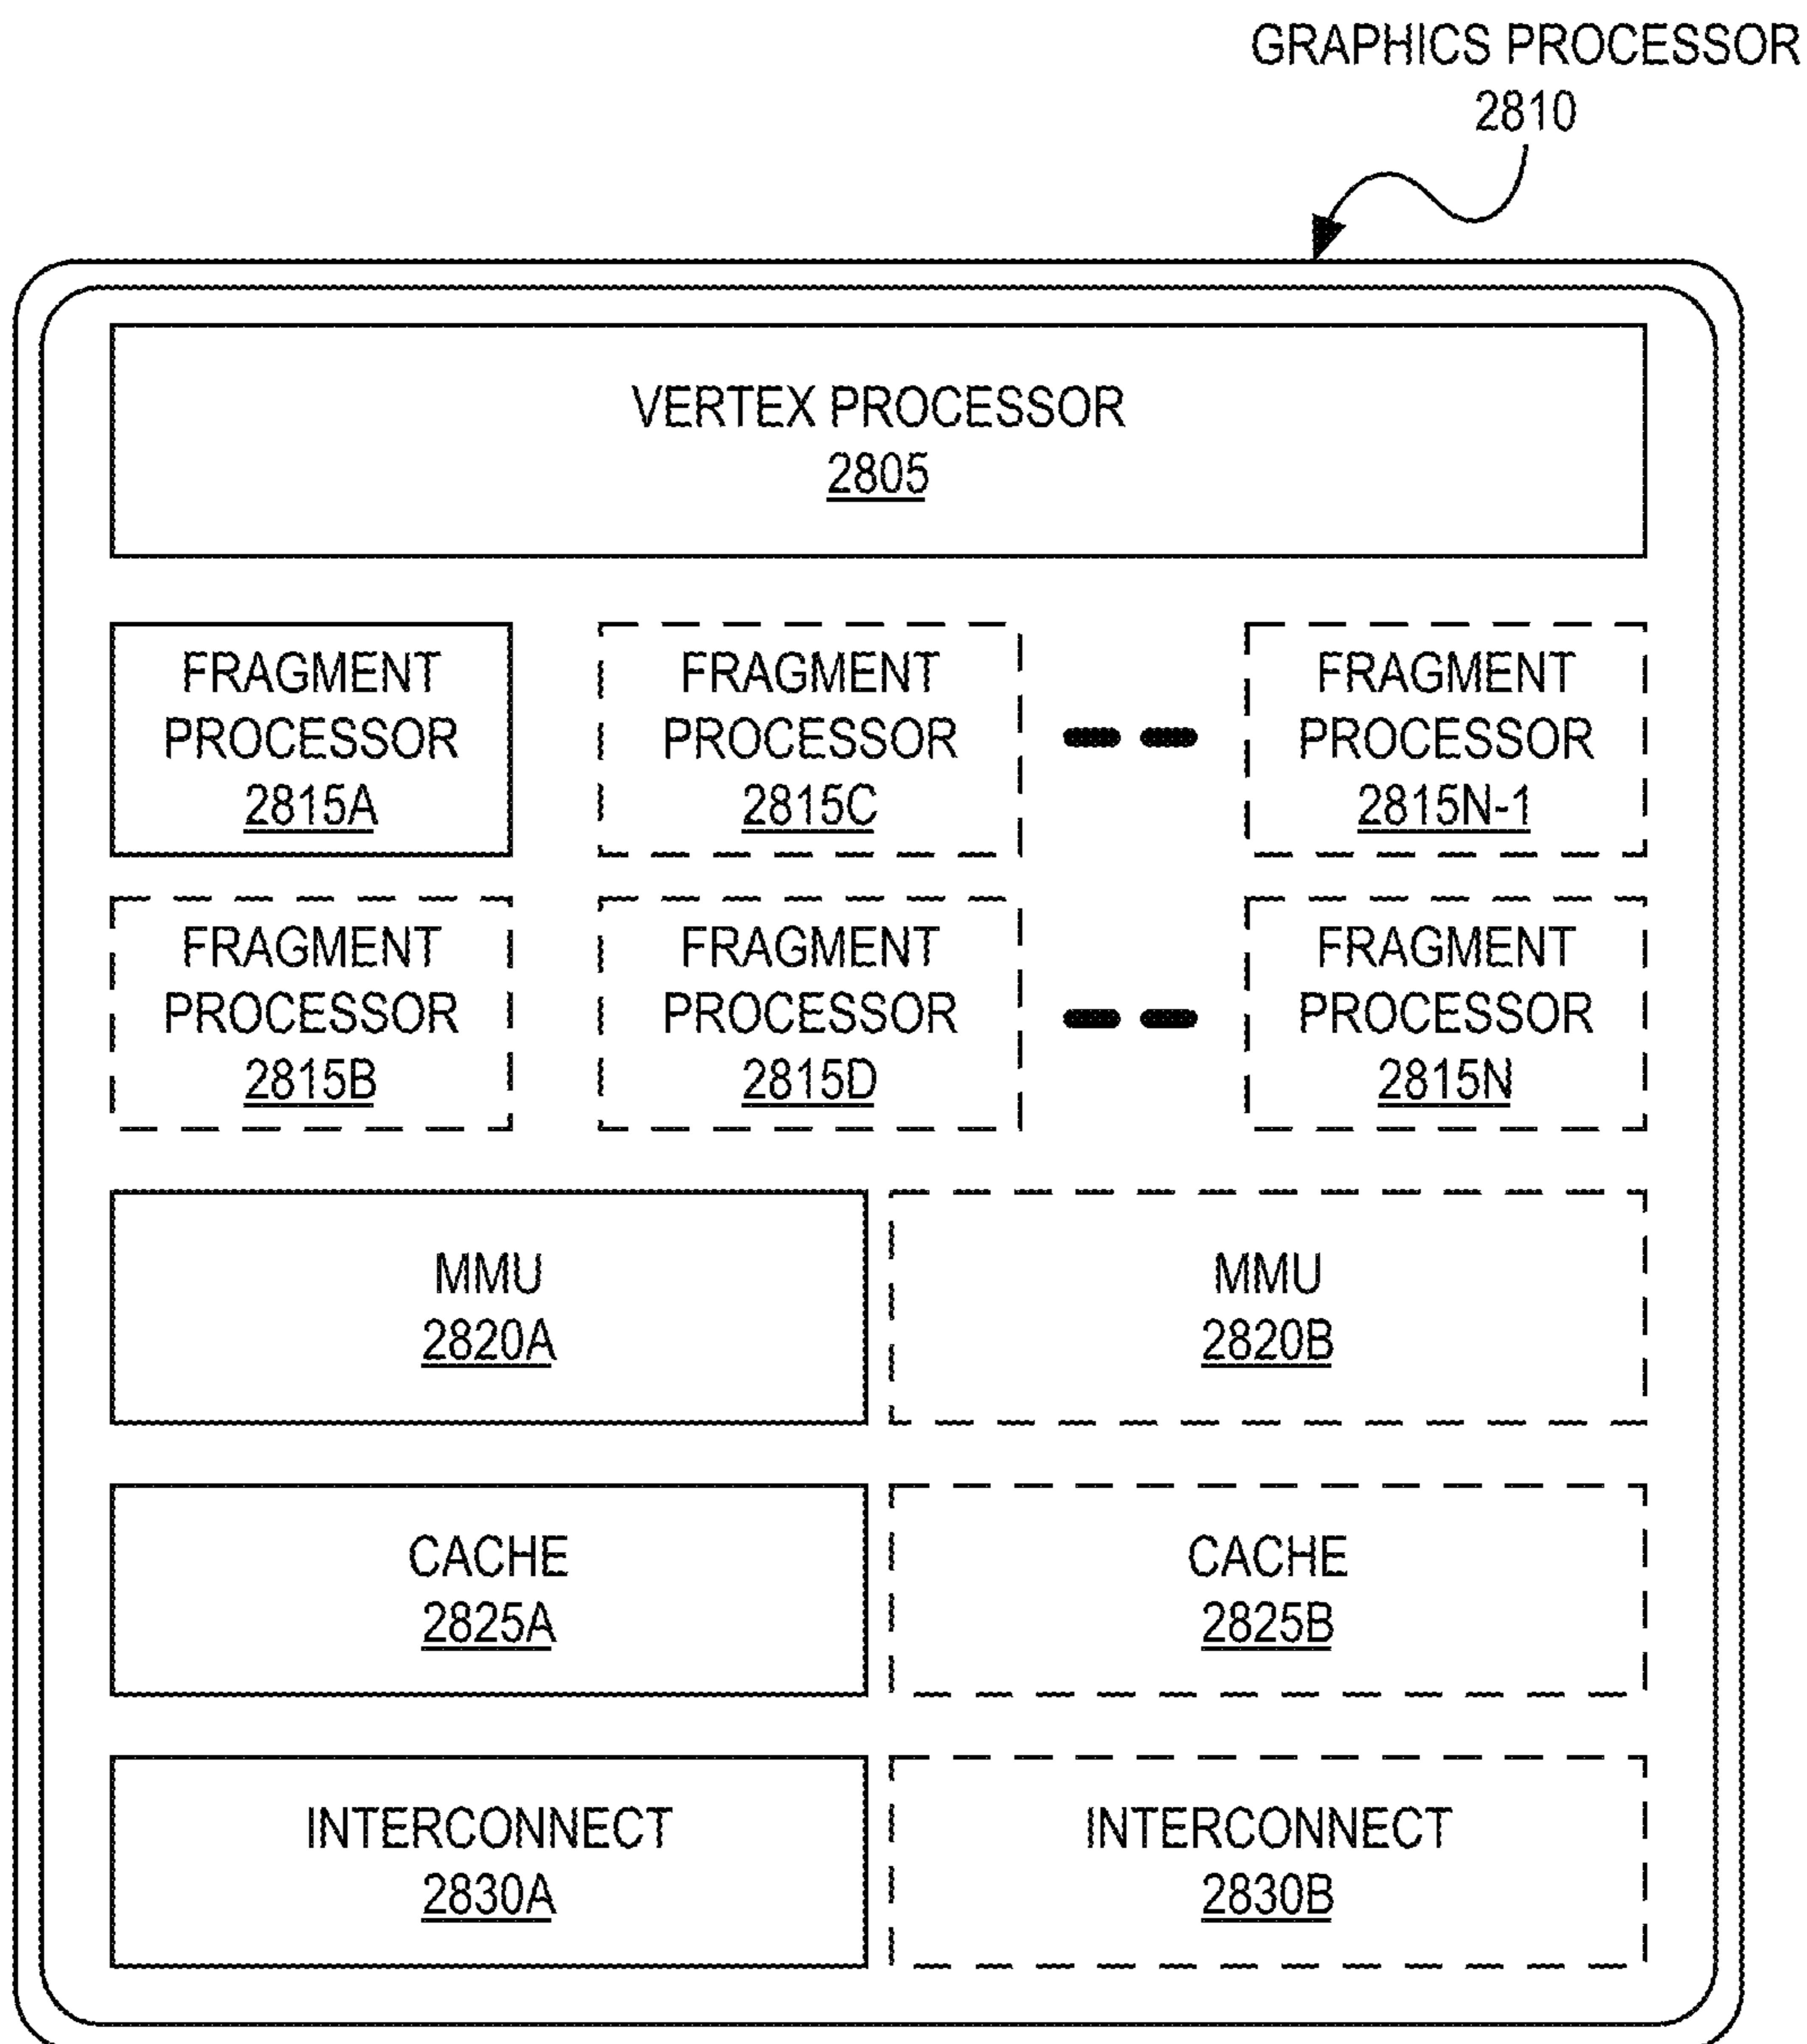 GRAPHICS PROCESSOR
2810
VERTEX PROCESSOR
2805
FRAGMENT
PROCESSOR
2815A
FRAGMENT
PROCESSOR
2815C
FRAGMENT
PROCESSOR
2815N-1
FRAGMENT
PROCESSOR
2815B
FRAGMENT
PROCESSOR
2815D
FRAGMENT
PROCESSOR
2815N
MMU
2820A
MMU
2820B
CACHE
2825A
CACHE
2825B
INTERCONNECT
2830A
INTERCONNECT
2830B